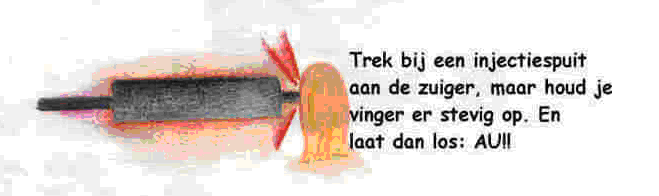 Trek bij een injectiespuit
aan de zuiger, maar houd je
vinger er stevig op. En
laat dan los: AU!!